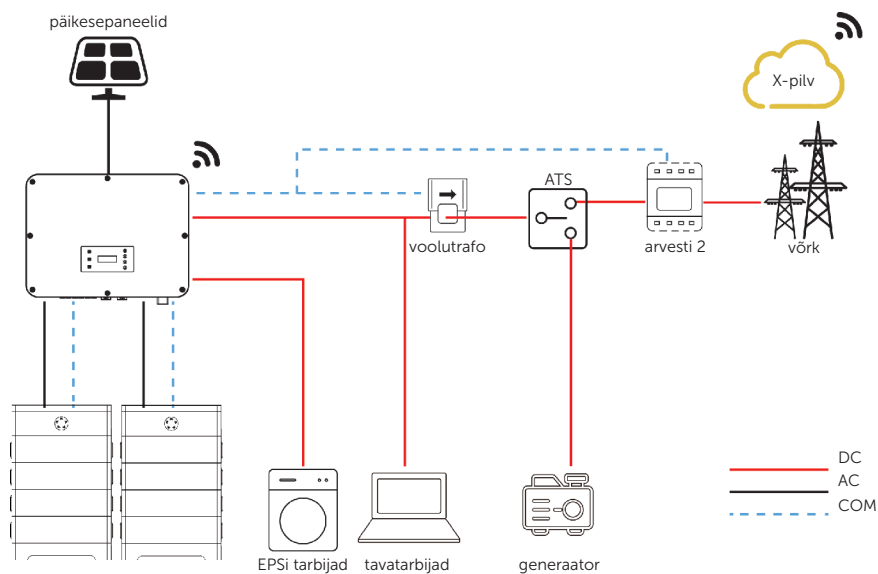 päikesepaneelid
X-pilv
ATS
voolutrafo
arvesti 2
võrk
DC
AC
COM
EPSi tarbijad
tavatarbijad
generaator